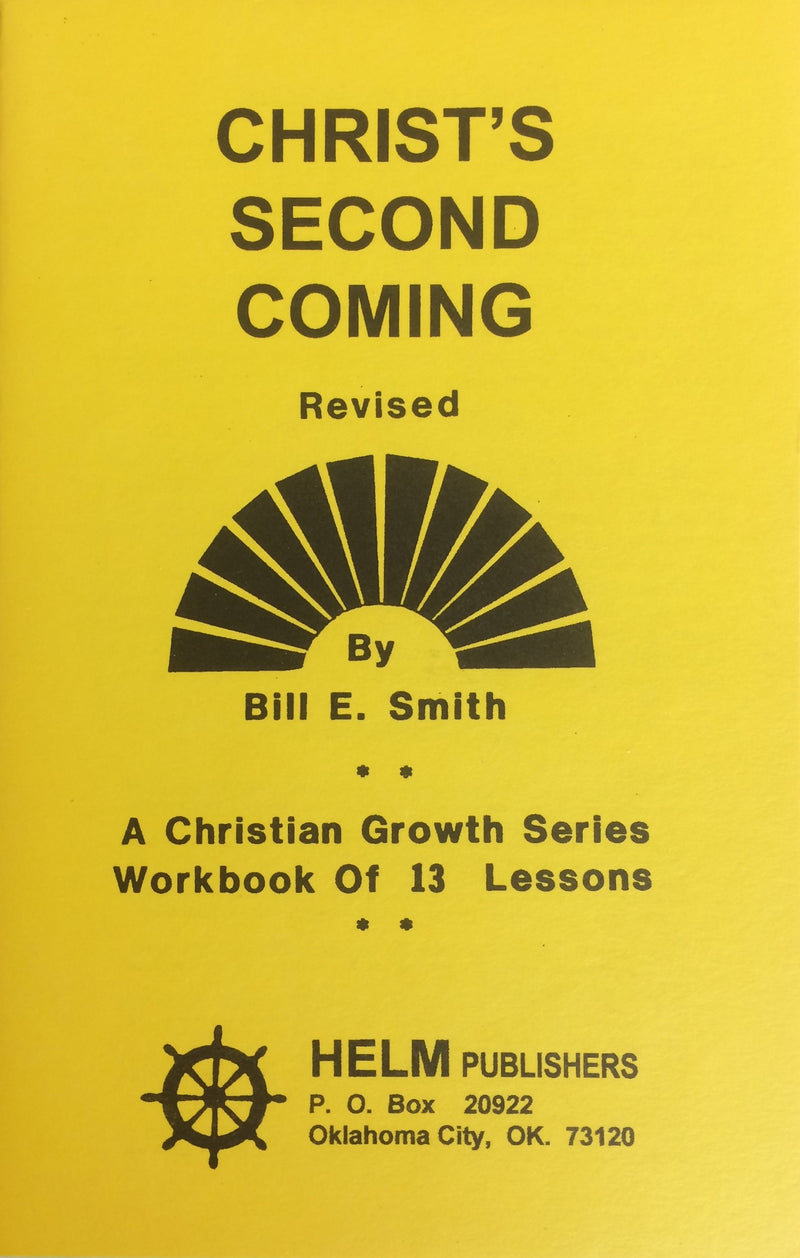 CHRIST’S
SECOND
COMING
Revised
By
Bill E. Smith
* *
A Christian Growth Series
Workbook Of 13 Lessons
* *
HELM PUBLISHERS
P. O. Box 20922
Oklahoma City, OK. 73120